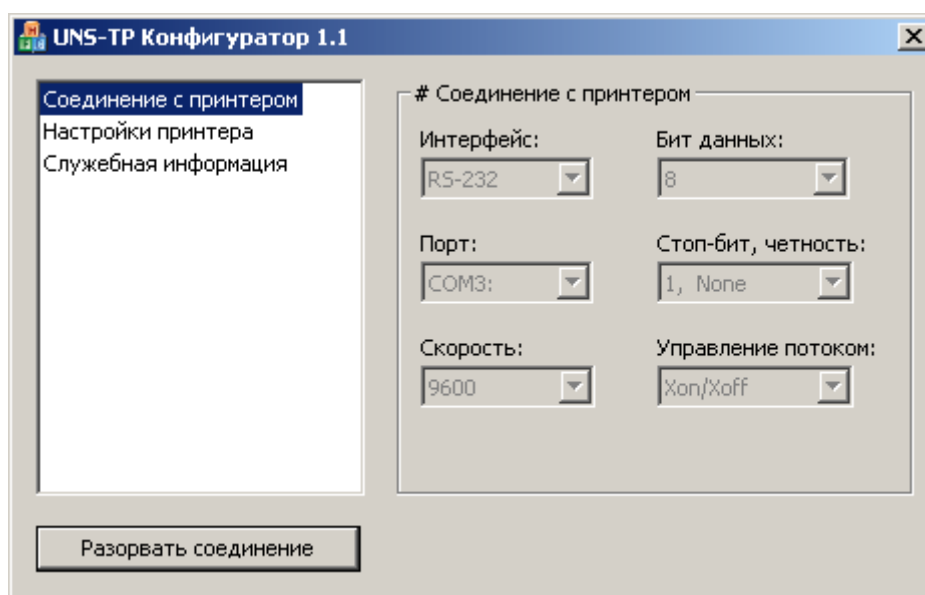 UNS-TP Конфигуратор 1.1
Соединение с принтером
Настройки принтера
Служебная информация
# Соединение с принтером
Интерфейс: Бит данных:
RS-232 8
Порт: Стоп-бит, четность:
COM3: 1, None
Скорость: Управление потоком:
9600 Xon/Xoff
Разорвать соединение